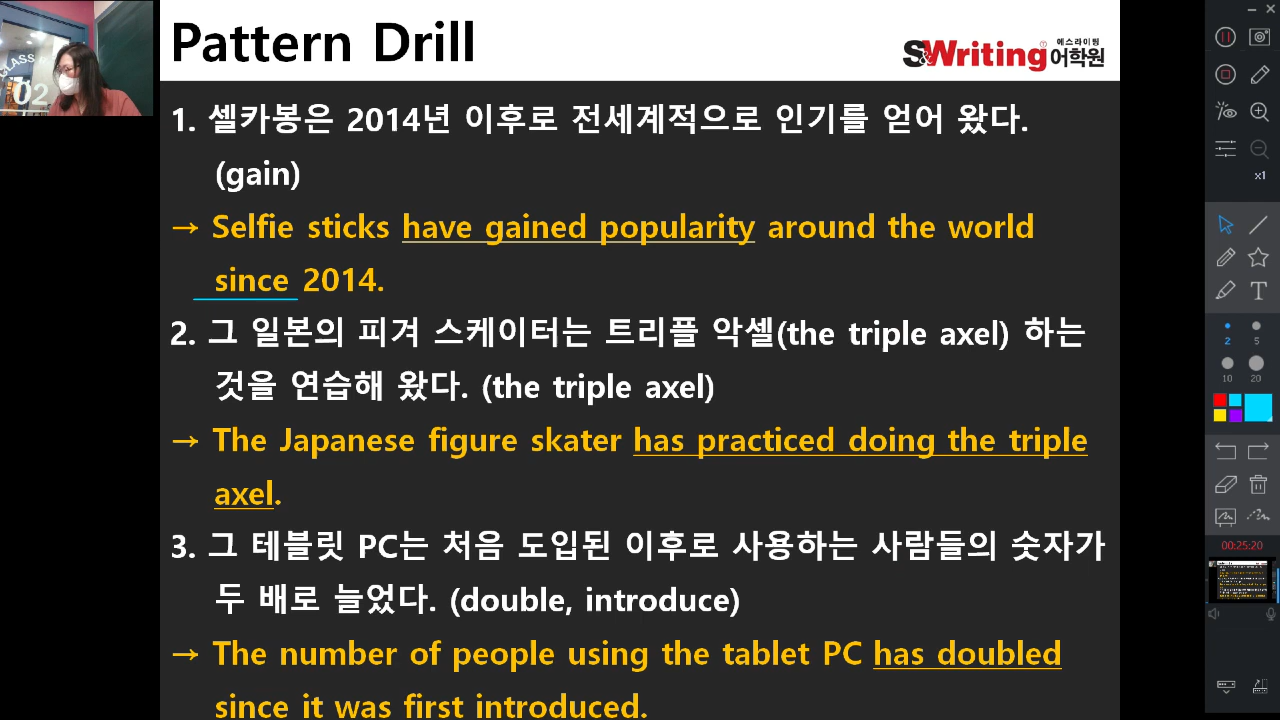 Pattern Drill
S&Writing 에스라이팅 어학원
CLASS
02
1. 셀카봉은 2014년 이후로 전세계적으로 인기를 얻어 왔다.
(gain)
→ Selfie sticks have gained popularity around the world
since 2014.
2. 그 일본의 피겨 스케이터는 트리플 악셀(the triple axel) 하는
것을 연습해 왔다. (the triple axel)
→ The Japanese figure skater has practiced doing the triple
axel.
3. 그 테블릿 PC는 처음 도입된 이후로 사용하는 사람들의 숫자가
두 배로 늘었다. (double, introduce)
→ The number of people using the tablet PC has doubled
since it was first introduced.
x1
T
2 5
10 20
00:25:20